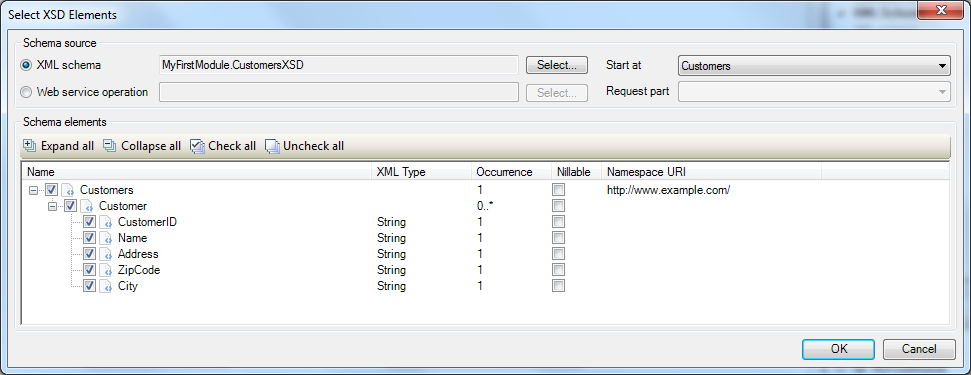 Select XSD Elements
Schema source
XML schema MyFirstModule.CustomersXSD Select... Start at Customers
Web service operation Select... Request part
Schema elements
Expand all Collapse all Check all Uncheck all
Name XML Type Occurrence Nillable Namespace URI
Customers 1 http://www.example.com/
Customer 0..*
CustomerID String 1
Name String 1
Address String 1
ZipCode String 1
City String 1
OK Cancel